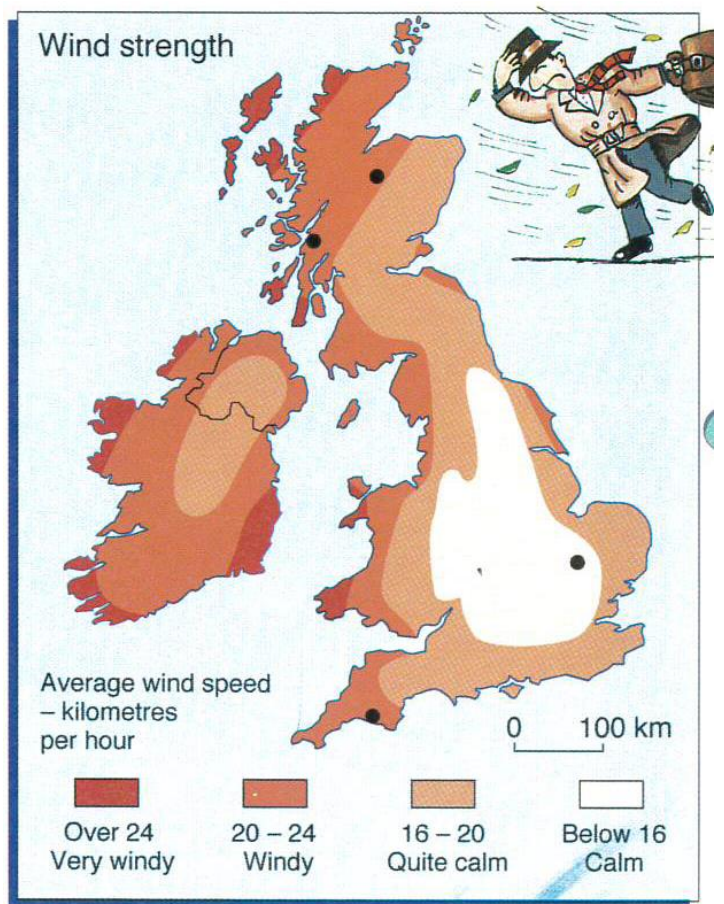 Wind strength
Average wind speed
– kilometres
per hour
0 100 km
Over 24
Very windy
20 – 24
Windy
16 – 20
Quite calm
Below 16
Calm